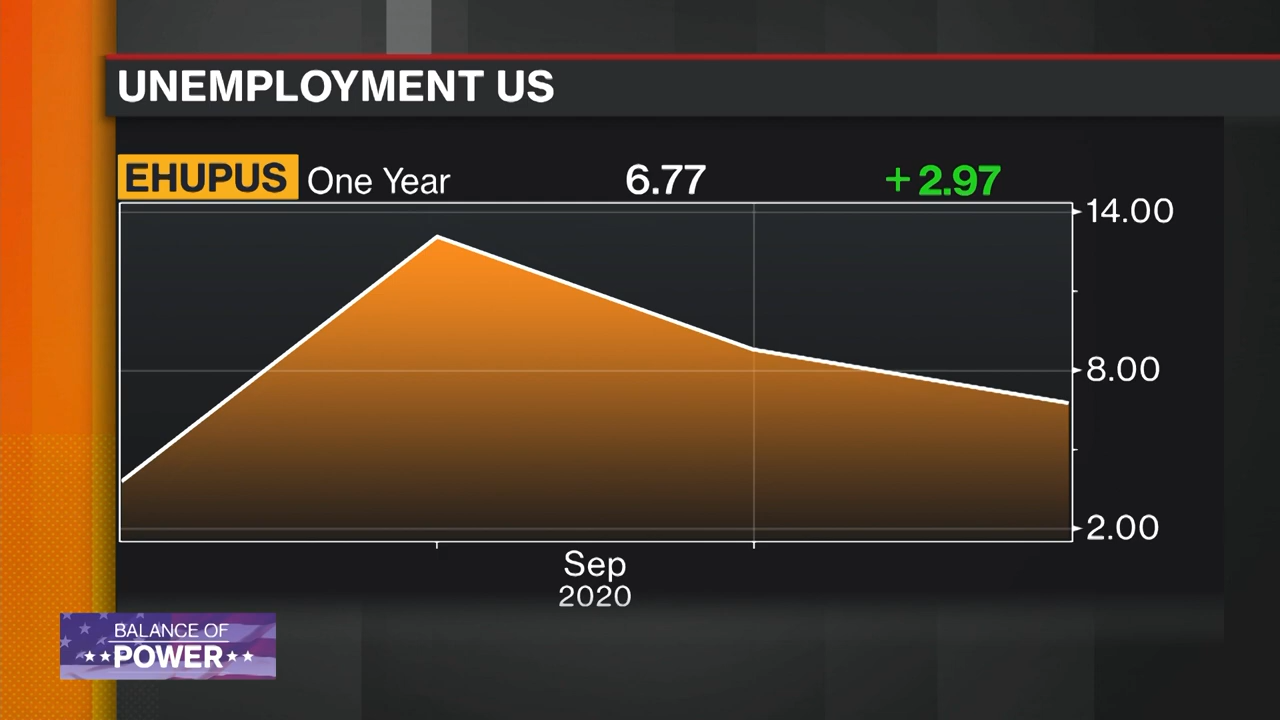 UNEMPLOYMENT US
EHUPUS One Year 6.77 +2.97
14.00
8.00
2.00
Sep
2020
BALANCE OF
★★POWER★★